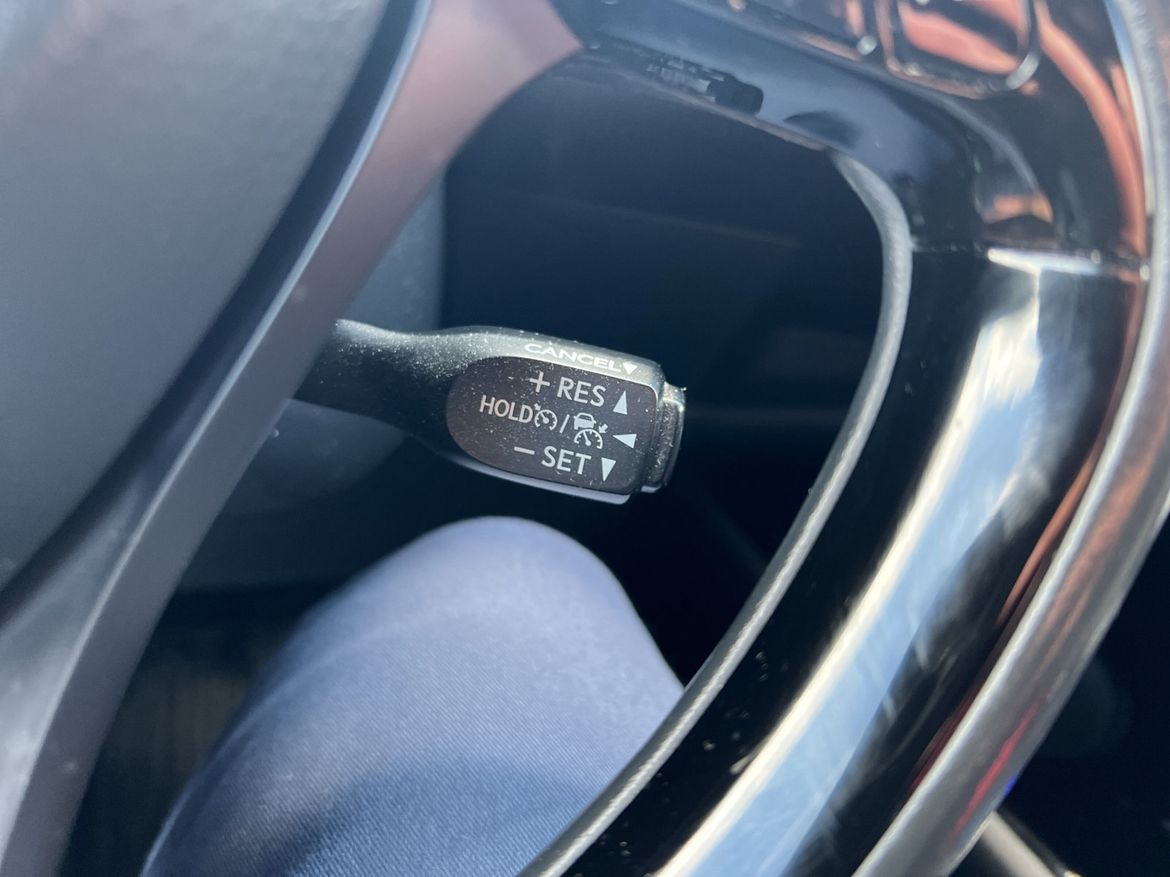 CANCEL▼
+ RES ▲
HOLD / ◀
− SET ▼